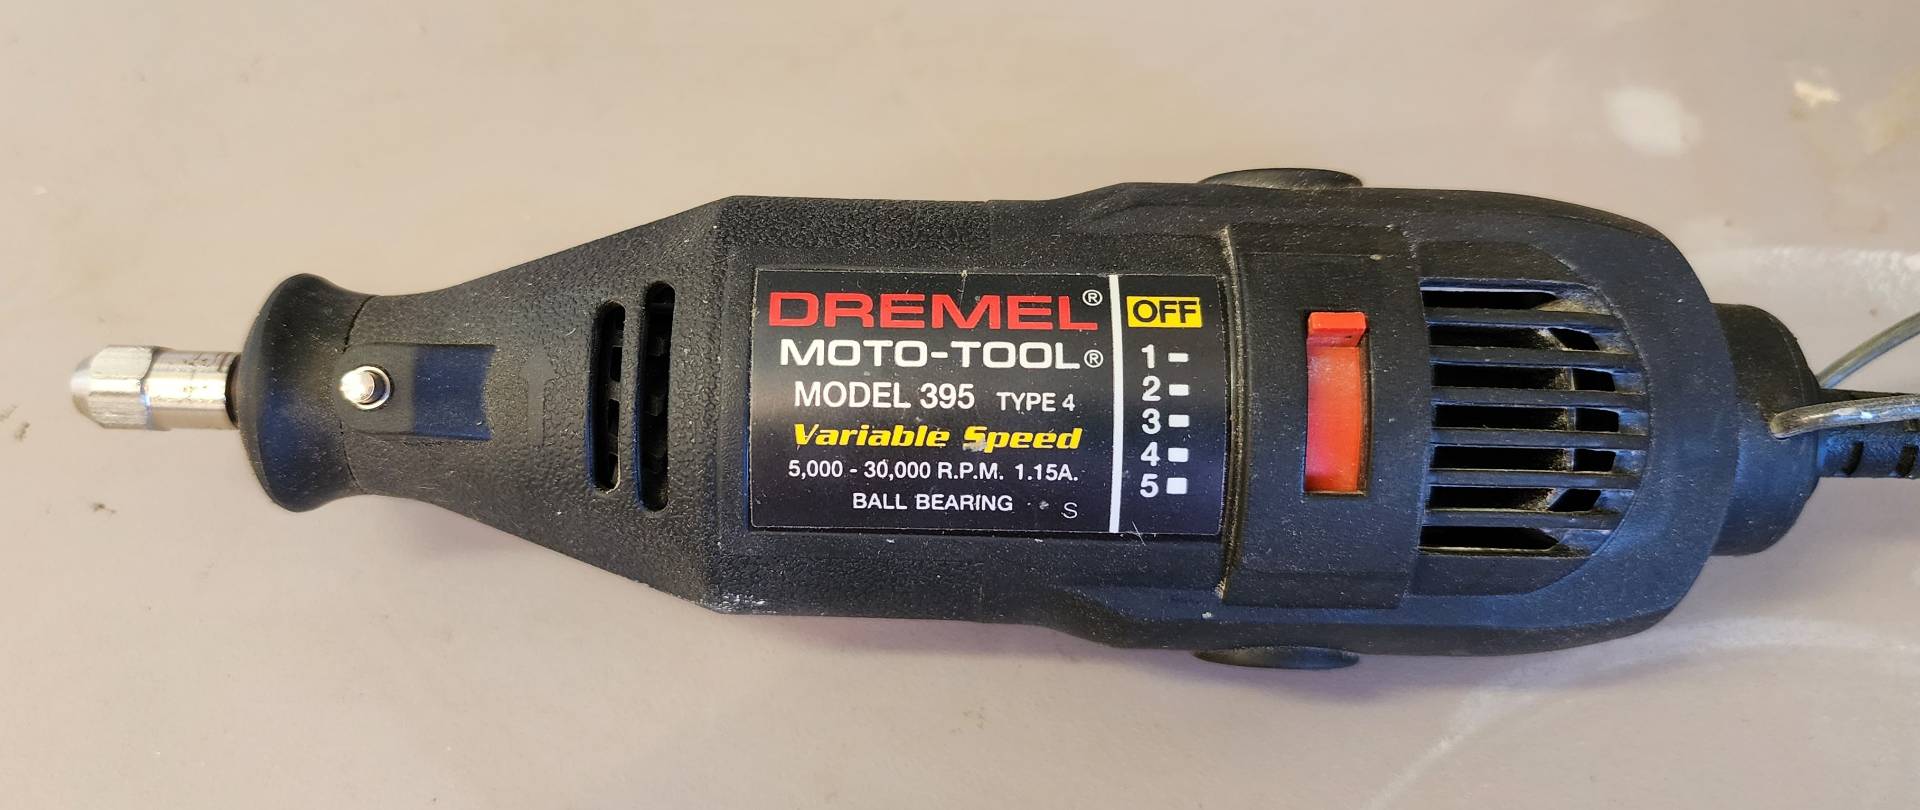 DREMEL®
MOTO-TOOL®
MODEL 395 TYPE 4
Variable Speed
5,000 - 30,000 R.P.M. 1.15A.
BALL BEARING S
OFF
1
2
3
4
5